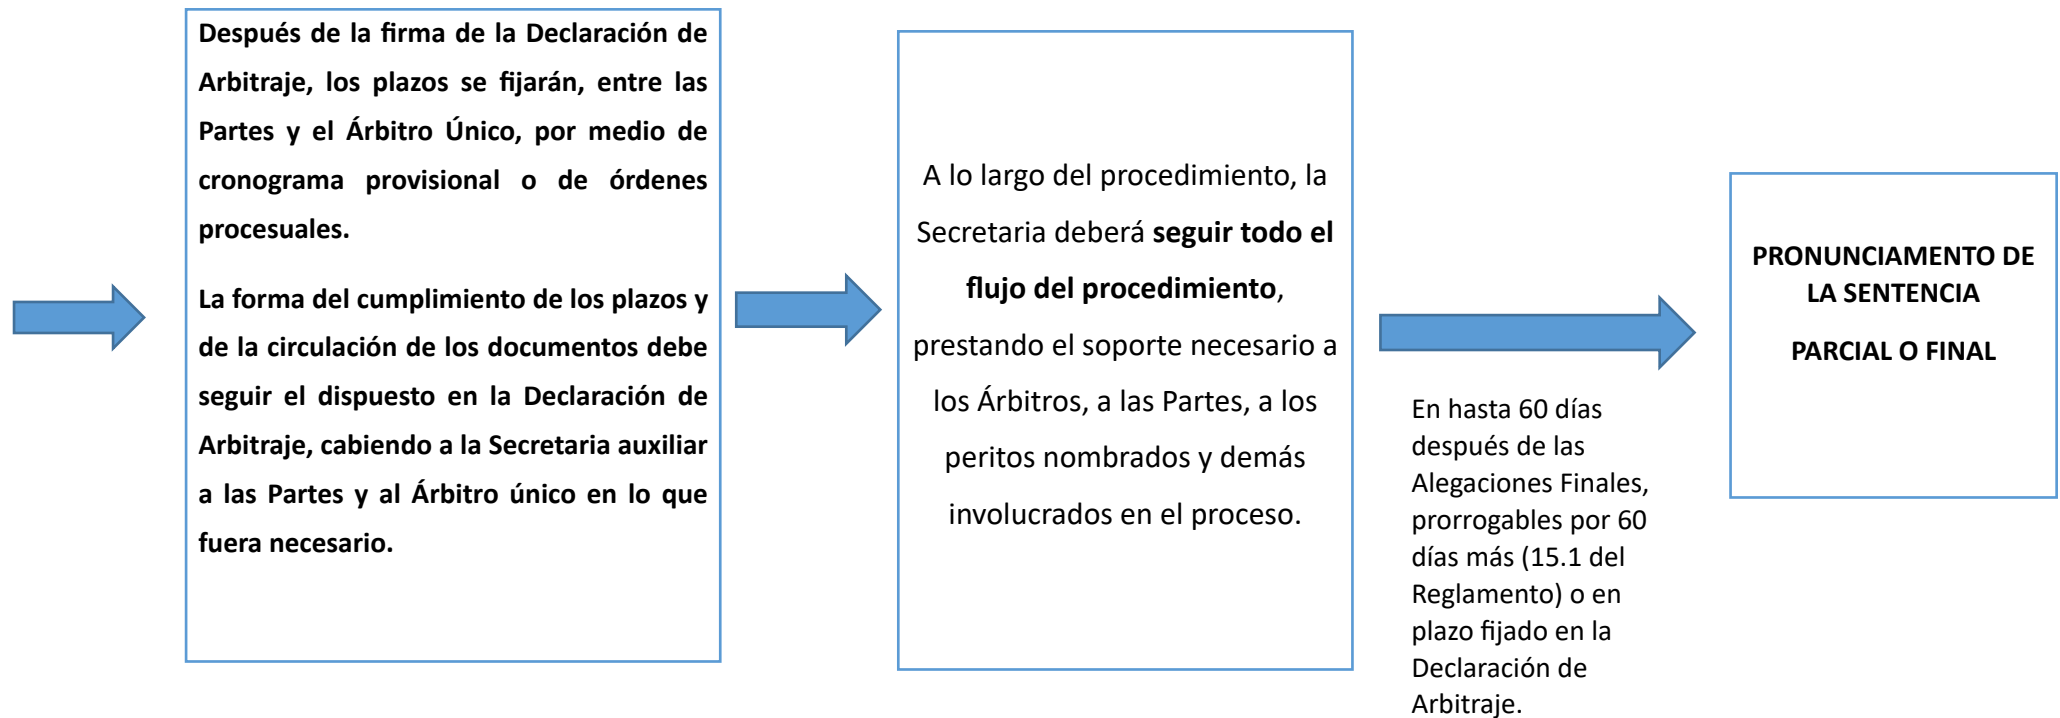 Después de la firma de la Declaración de
Arbitraje, los plazos se fijarán, entre las
Partes y el Árbitro Único, por medio de
cronograma provisional o de órdenes
procesuales.
La forma del cumplimiento de los plazos y
de la circulación de los documentos debe
seguir el dispuesto en la Declaración de
Arbitraje, cabiendo a la Secretaria auxiliar
a las Partes y al Árbitro único en lo que
fuera necesario.
A lo largo del procedimiento, la
Secretaria deberá seguir todo el
flujo del procedimiento,
prestando el soporte necesario a
los Árbitros, a las Partes, a los
peritos nombrados y demás
involucrados en el proceso.
En hasta 60 días
después de las
Alegaciones Finales,
prorrogables por 60
días más (15.1 del
Reglamento) o en
plazo fijado en la
Declaración de
Arbitraje.
PRONUNCIAMENTO DE
LA SENTENCIA
PARCIAL O FINAL